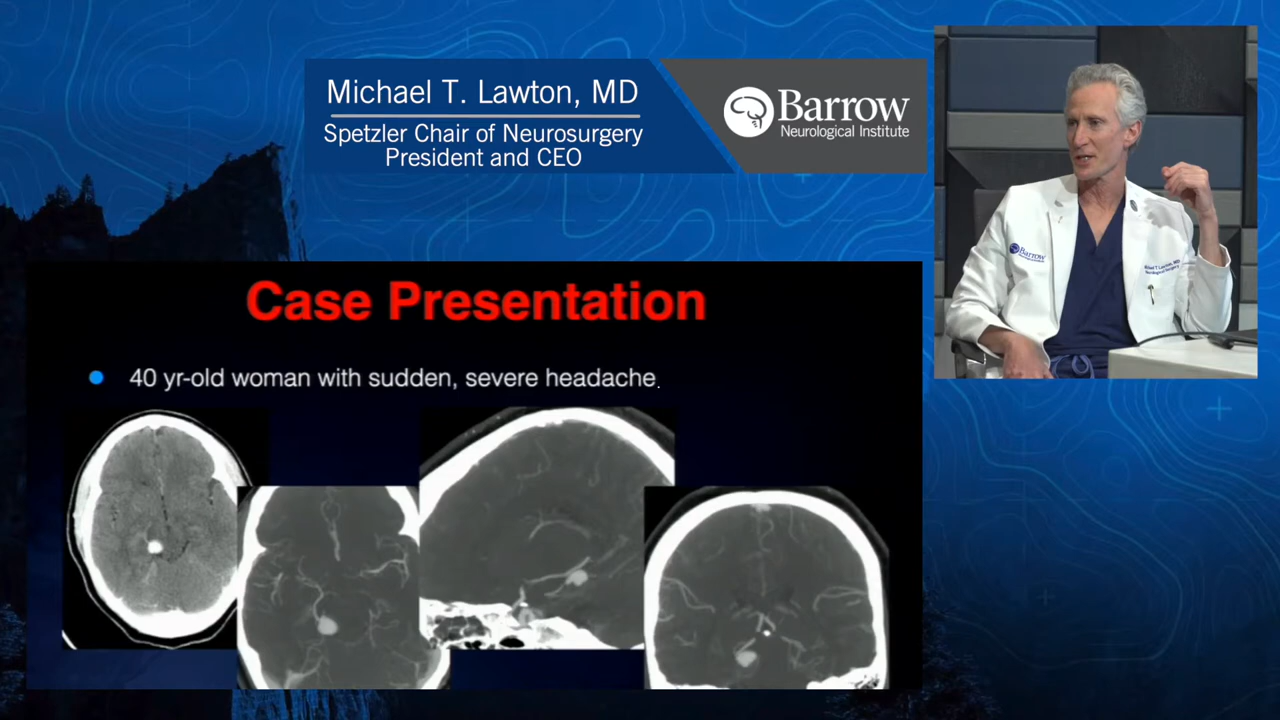 Michael T. Lawton, MD
Spetzler Chair of Neurosurgery
President and CEO
Barrow
Neurological Institute
Case Presentation
40 yr-old woman with sudden, severe headache.
Barrow